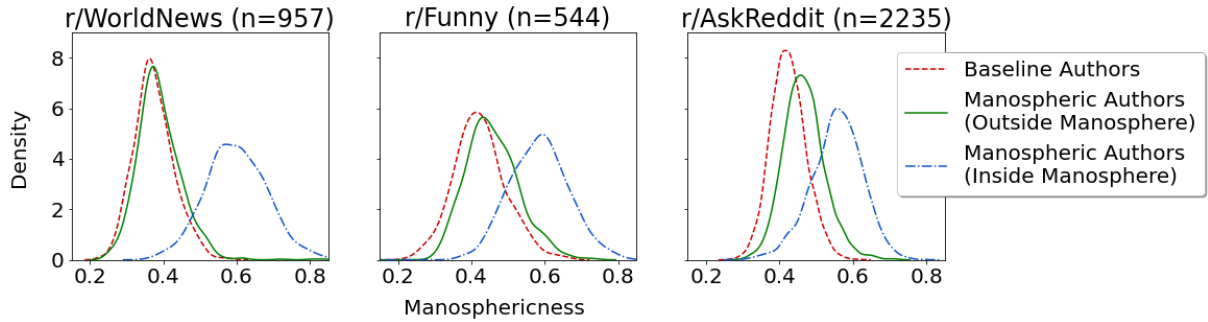 r/WorldNews (n=957)
r/Funny (n=544)
r/AskReddit (n=2235)
Density
8
6
4
2
0
0.2 0.4 0.6 0.8
0.2 0.4 0.6 0.8
0.2 0.4 0.6 0.8
Manosphericness
Baseline Authors
Manospheric Authors
(Outside Manosphere)
Manospheric Authors
(Inside Manosphere)